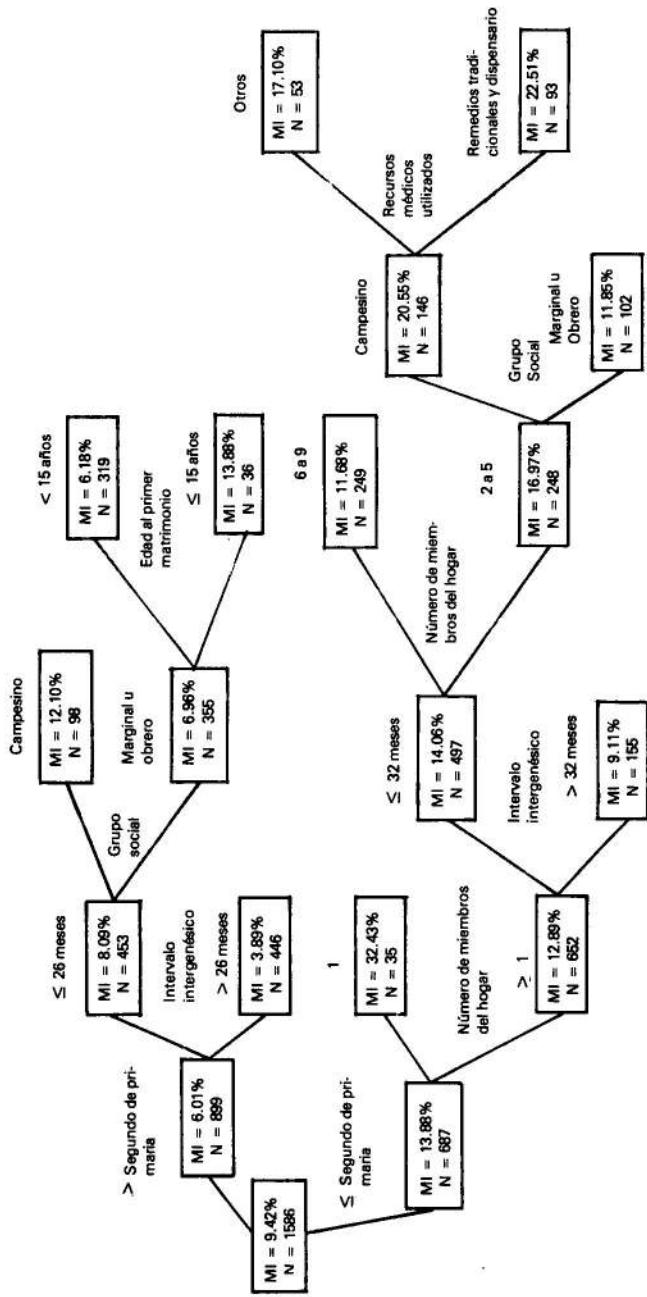 MI = 9.42%
N = 1586
> Segundo de pri-
maria
MI = 6.01%
N = 899
≤ Segundo de pri-
maria
MI = 13.88%
N = 687
≤ 26 meses
MI = 8.09%
N = 453
Intervalo
intergenésico
> 26 meses
MI = 3.89%
N = 446
1
MI = 32.43%
N = 35
Número de miembros
del hogar
≥ 1
MI = 12.89%
N = 652
Campesino
MI = 12.10%
N = 98
Grupo
social
Marginal u
obrero
MI = 6.96%
N = 355
≤ 32 meses
MI = 14.06%
N = 497
Intervalo
intergenésico
> 32 meses
MI = 9.11%
N = 155
< 15 años
MI = 6.18%
N = 319
Edad al primer
matrimonio
≤ 15 años
MI = 13.88%
N = 36
6 a 9
MI = 11.68%
N = 249
Número de miem-
bros del hogar
2 a 5
MI = 16.97%
N = 248
Campesino
MI = 20.55%
N = 146
Grupo
Social
Marginal u
Obrero
MI = 11.85%
N = 102
Otros
MI = 17.10%
N = 53
Recursos
médicos
utilizados
Remedios tradi-
cionales y dispensario
MI = 22.51%
N = 93